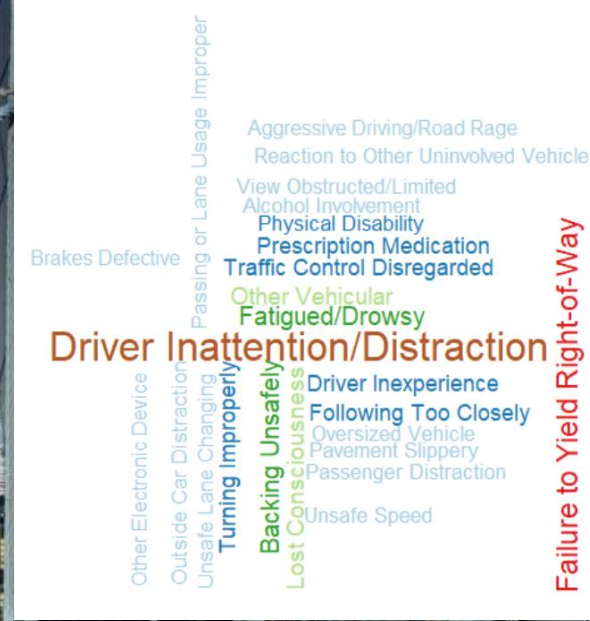 Passing or Lane Usage Improper
Aggressive Driving/Road Rage
Reaction to Other Uninvolved Vehicle
View Obstructed/Limited
Alcohol Involvement
Physical Disability
Prescription Medication
Brakes Defective
Traffic Control Disregarded
Other Vehicular
Fatigued/Drowsy
Driver Inattention/Distraction
Failure to Yield Right-of-Way
Other Electronic Device
Outside Car Distraction
Unsafe Lane Changing
Turning Improperly
Backing Unsafely
Lost Consciousness
Driver Inexperience
Following Too Closely
Oversized Vehicle
Pavement Slippery
Passenger Distraction
Unsafe Speed